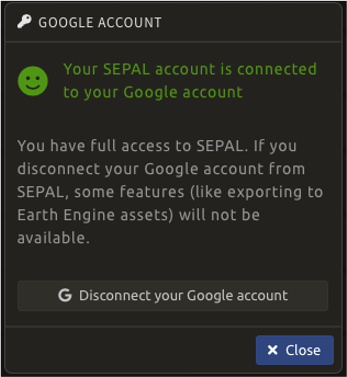 GOOGLE ACCOUNT
Your SEPAL account is connected
to your Google account
You have full access to SEPAL. If you
disconnect your Google account from
SEPAL, some features (like exporting to
Earth Engine assets) will not be
available.
Disconnect your Google account
Close